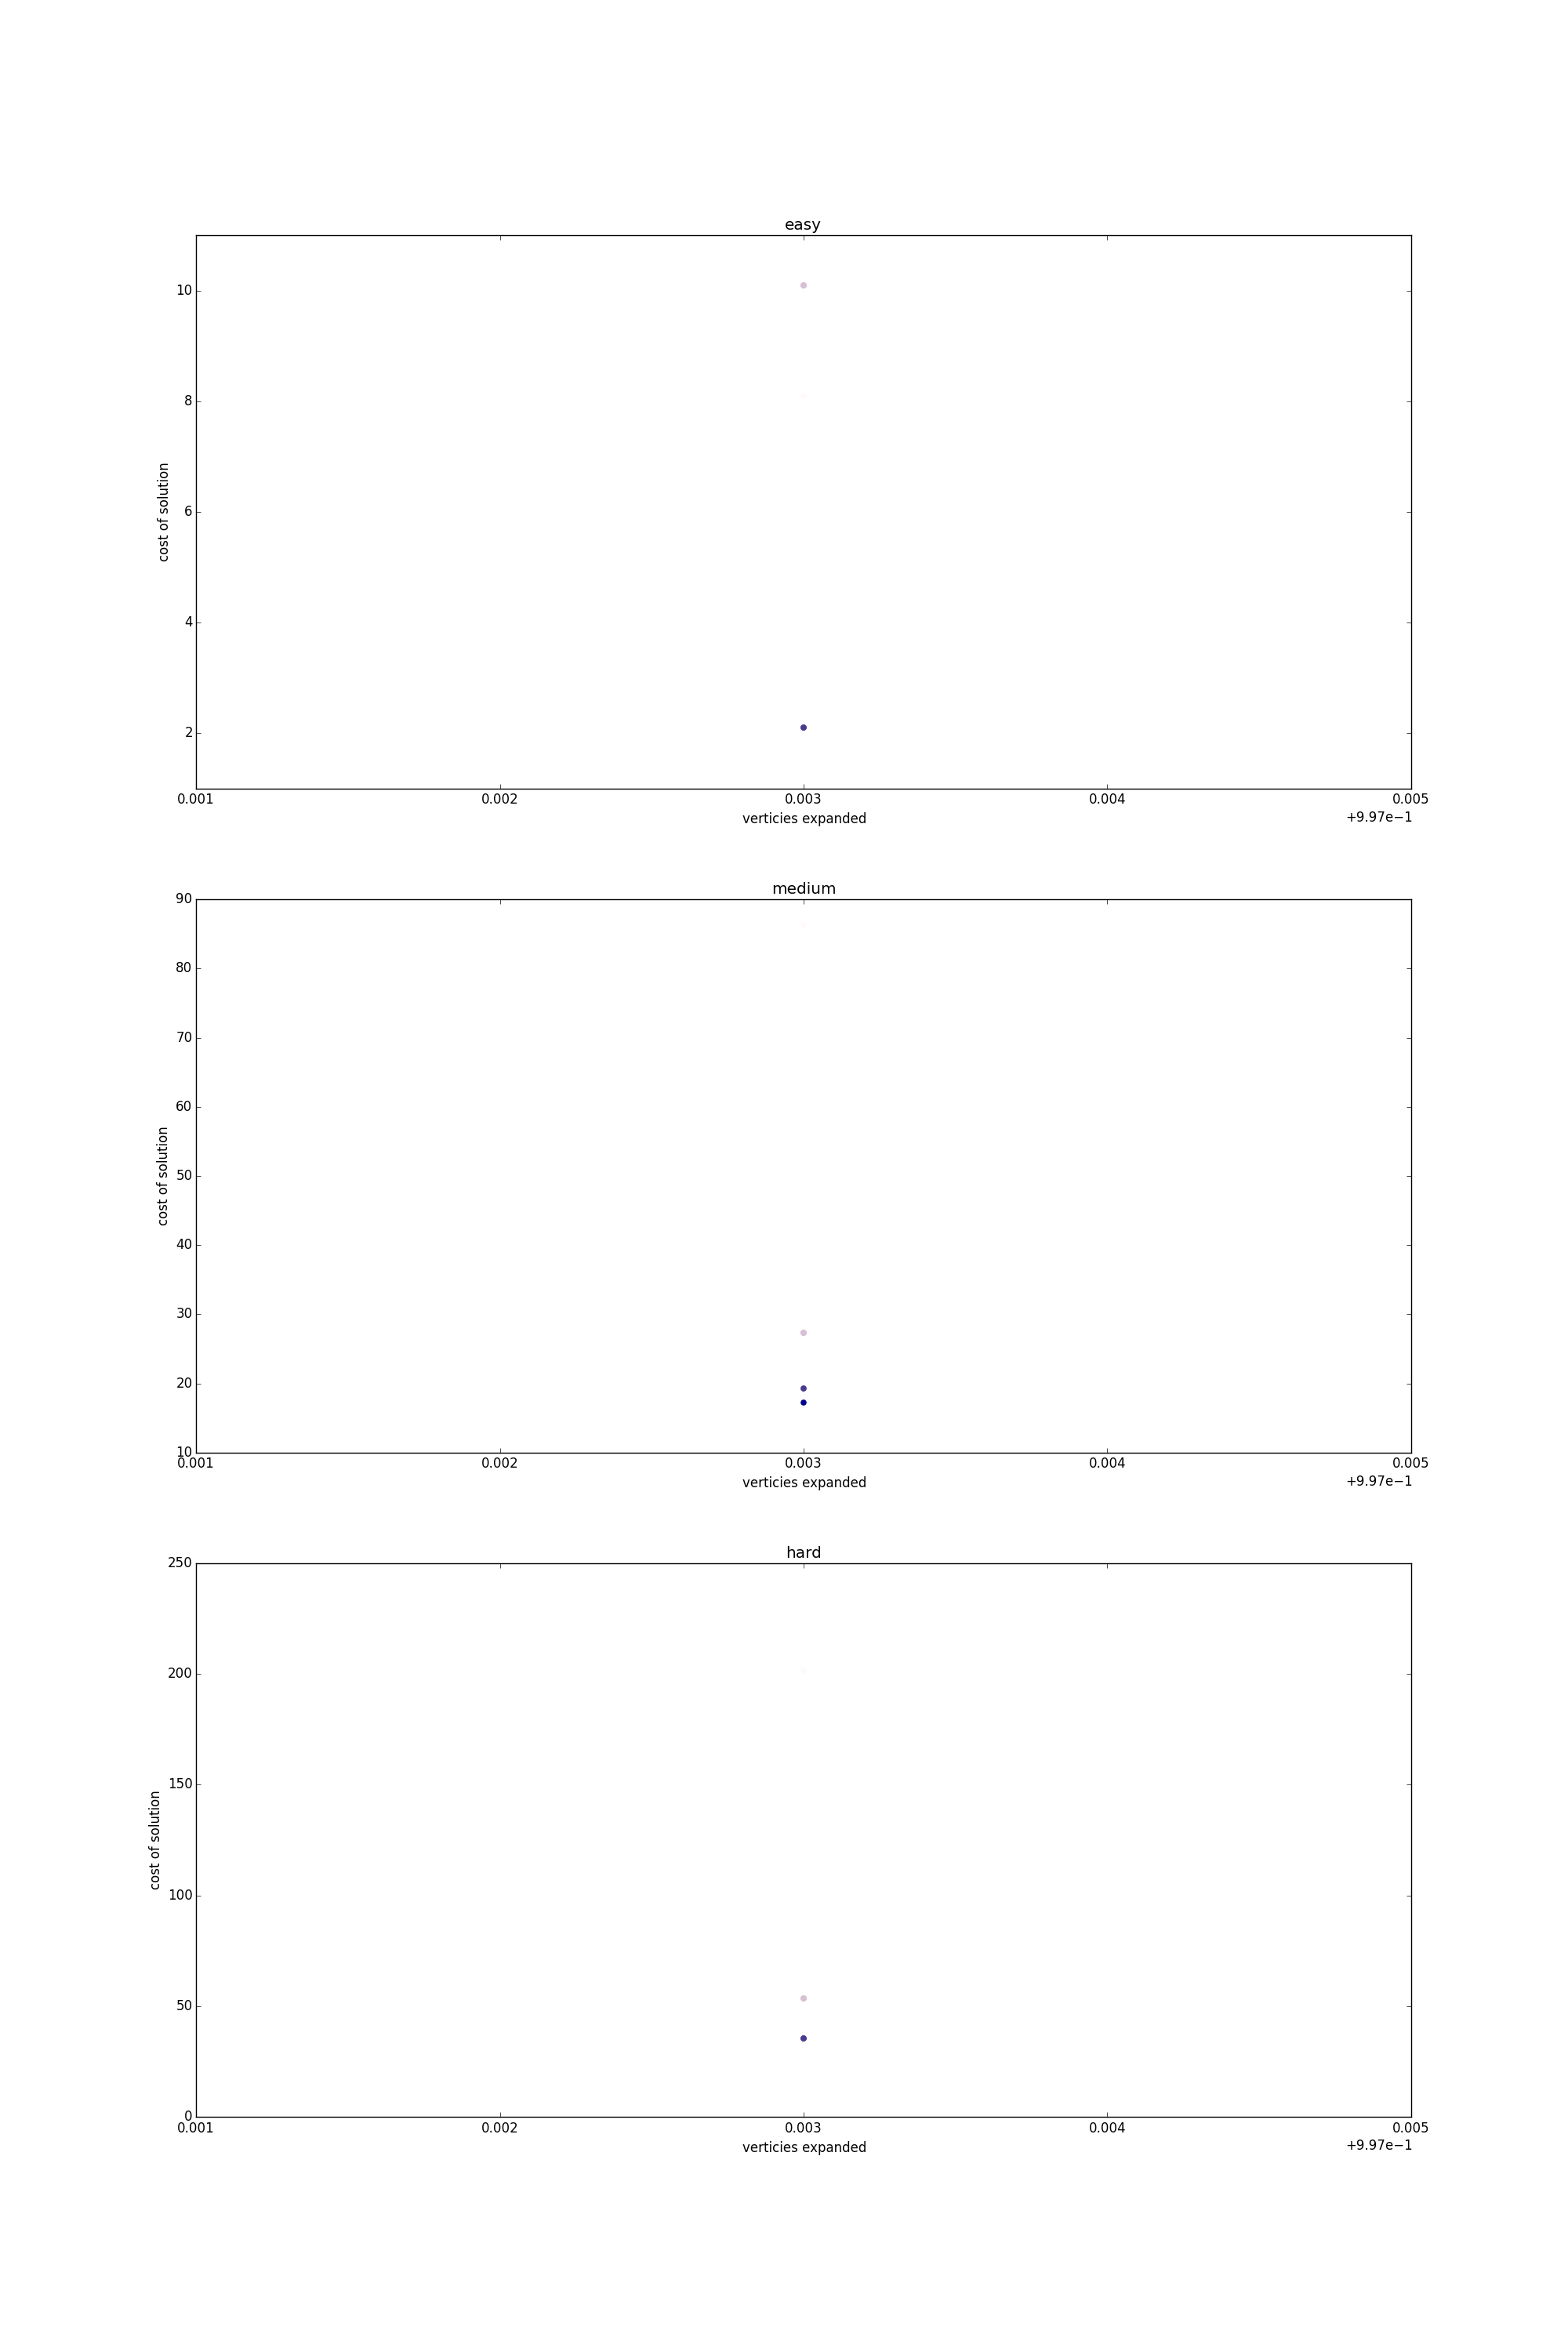 easy
10
8
6
4
2
cost of solution
0.001 0.002 0.003 0.004 0.005
verticies expanded +9.97e−1
medium
90
80
70
60
50
40
30
20
10
cost of solution
0.001 0.002 0.003 0.004 0.005
verticies expanded +9.97e−1
hard
250
200
150
100
50
0
cost of solution
0.001 0.002 0.003 0.004 0.005
verticies expanded +9.97e−1